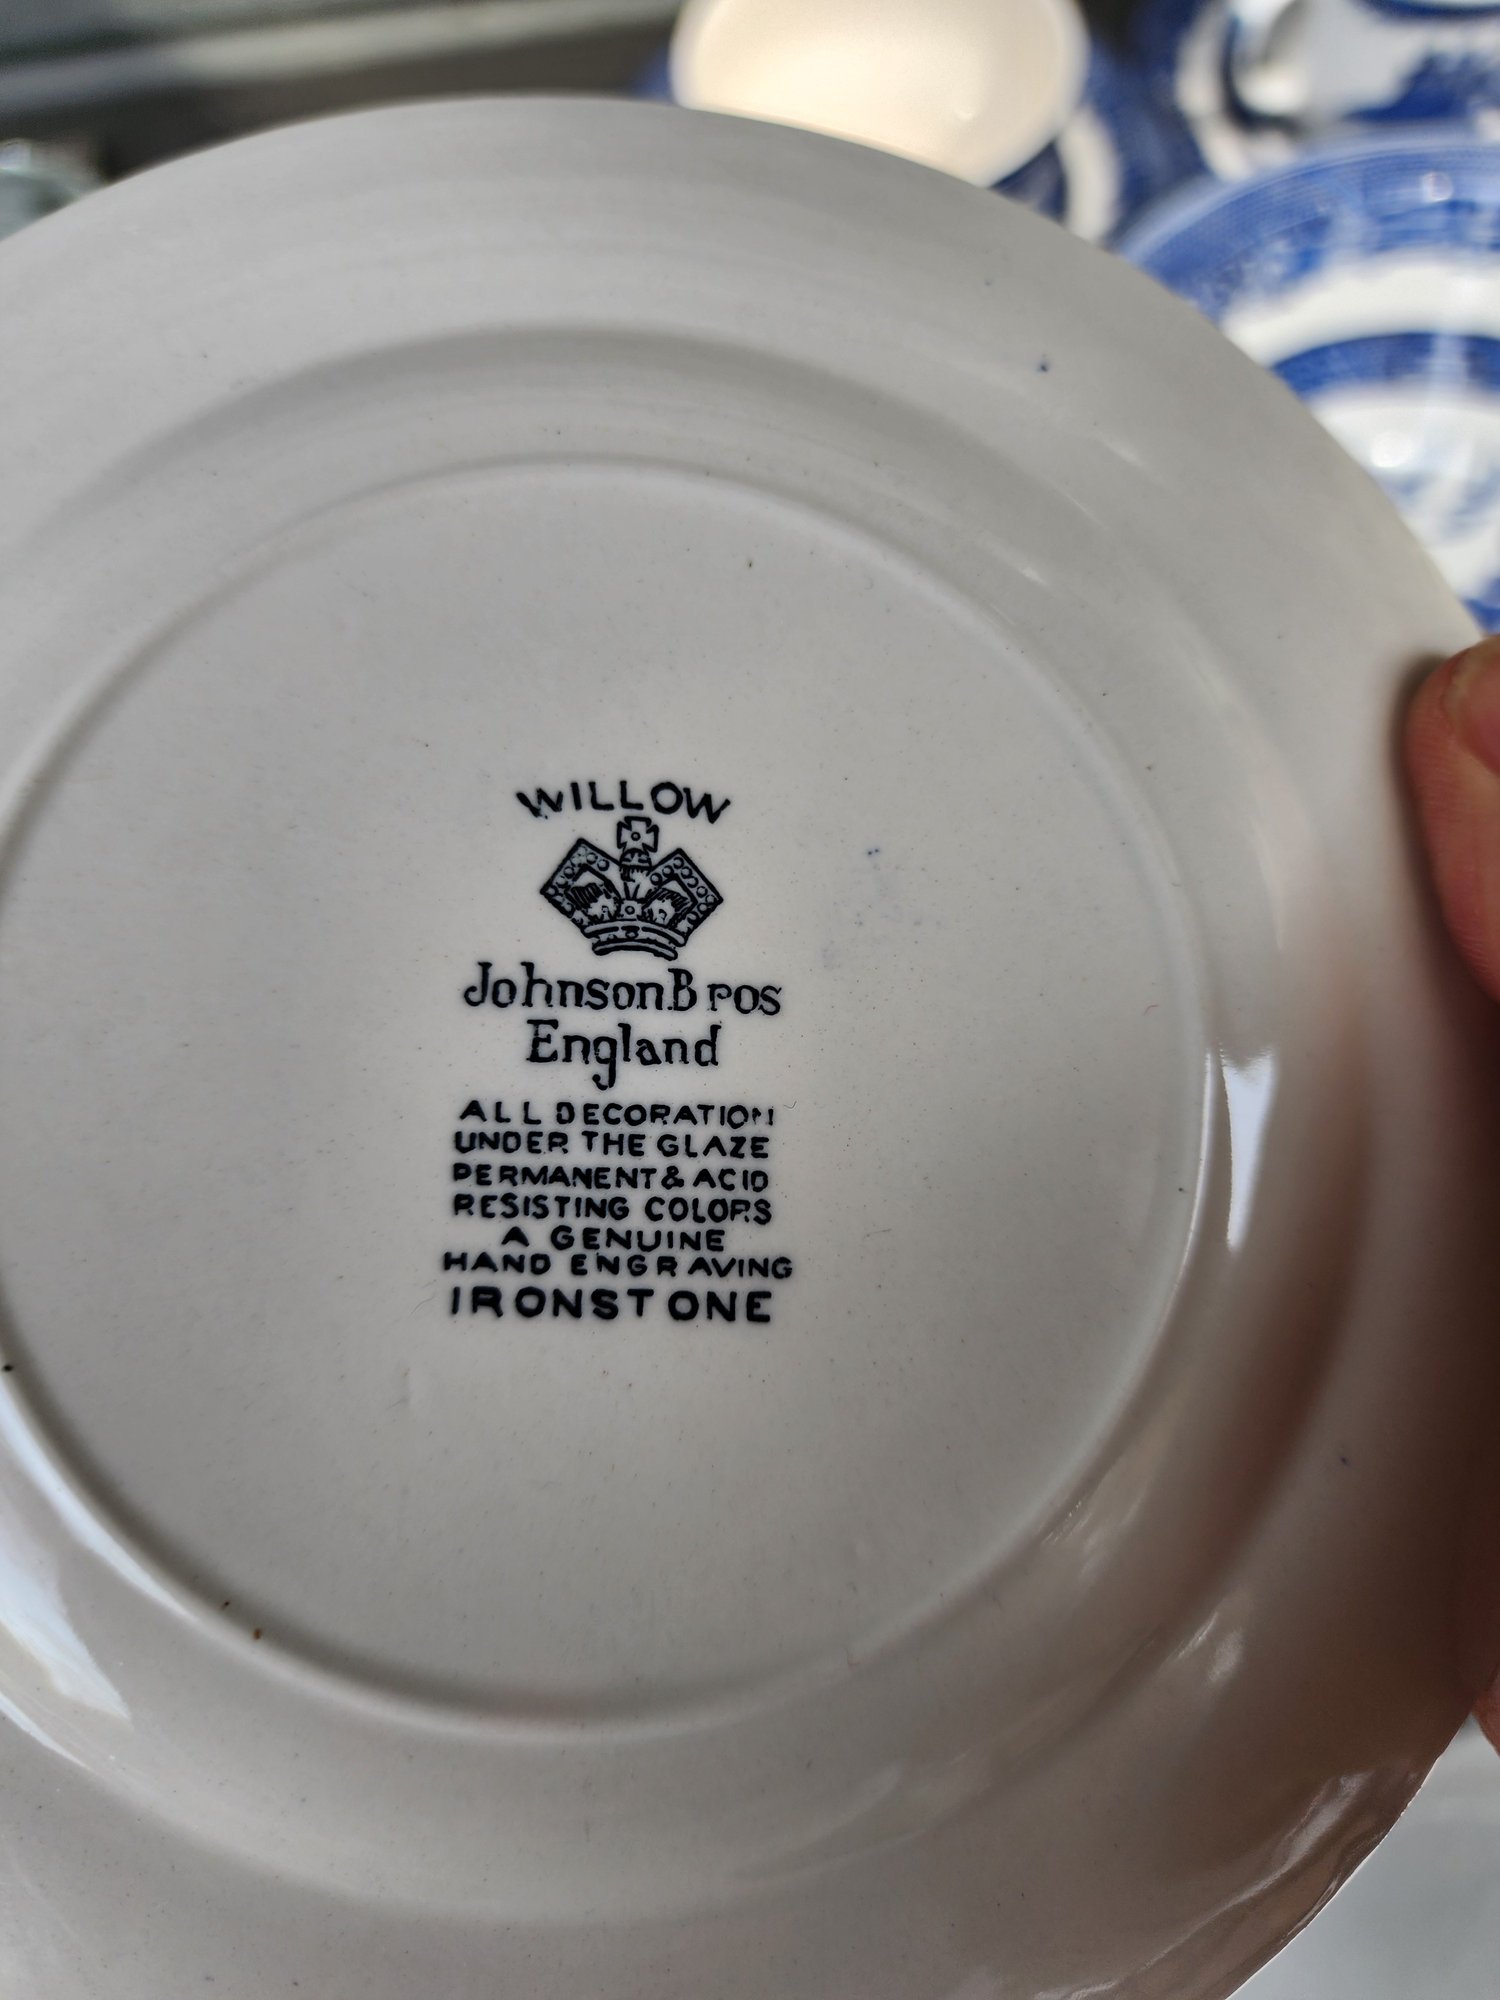 WILLOW
Johnson Bros
England
ALL DECORATION
UNDER THE GLAZE
PERMANENT & ACID
RESISTING COLORS
A GENUINE
HAND ENGRAVING
IRONSTONE